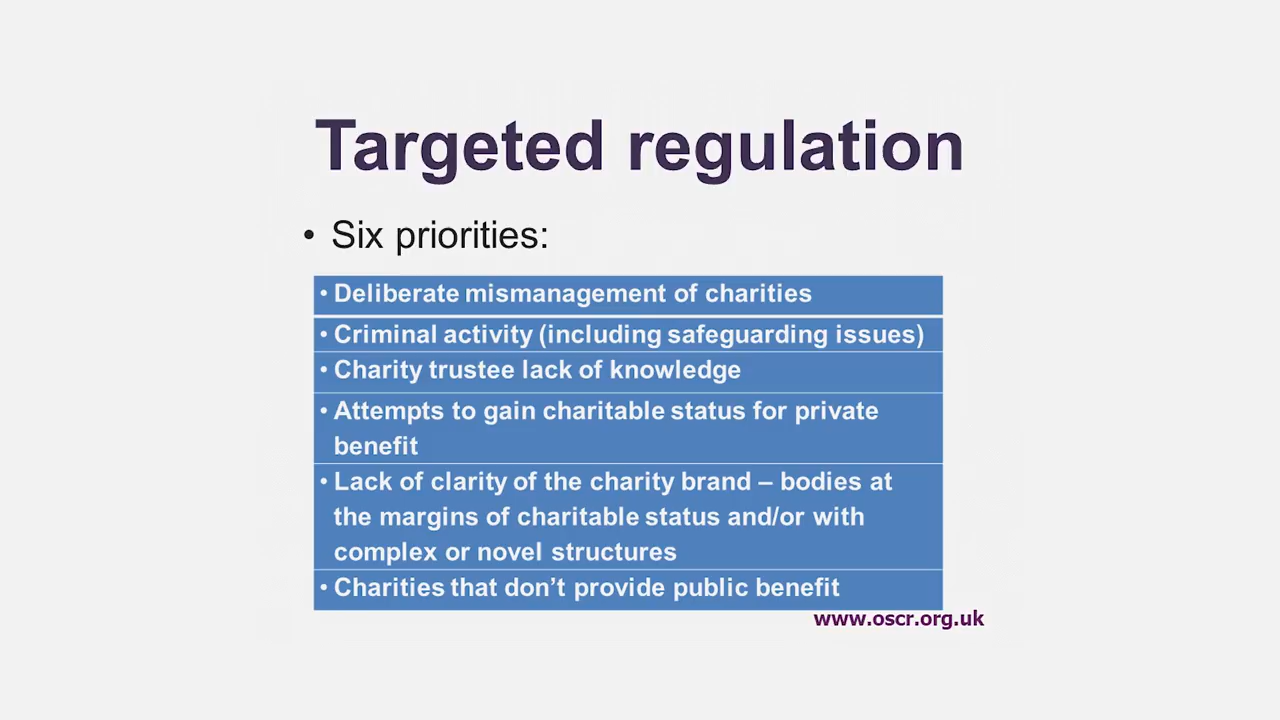 Targeted regulation
• Six priorities:
• Deliberate mismanagement of charities
• Criminal activity (including safeguarding issues)
• Charity trustee lack of knowledge
• Attempts to gain charitable status for private
benefit
• Lack of clarity of the charity brand – bodies at
the margins of charitable status and/or with
complex or novel structures
• Charities that don’t provide public benefit
www.oscr.org.uk